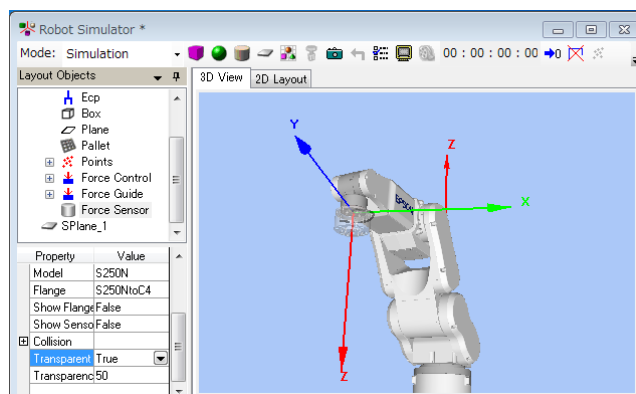 Robot Simulator *
Mode: Simulation 00 : 00 : 00 : 00
Layout Objects
3D View 2D Layout
Ecp
Box
Plane
Pallet
Points
Force Control
Force Guide
Force Sensor
SPlane_1
Property Value
Model S250N
Flange S250NtoC4
Show Flange False
Show Senso False
Collision
Transparent True
Transparenc 50
Y
Z
X
EPSON
Z